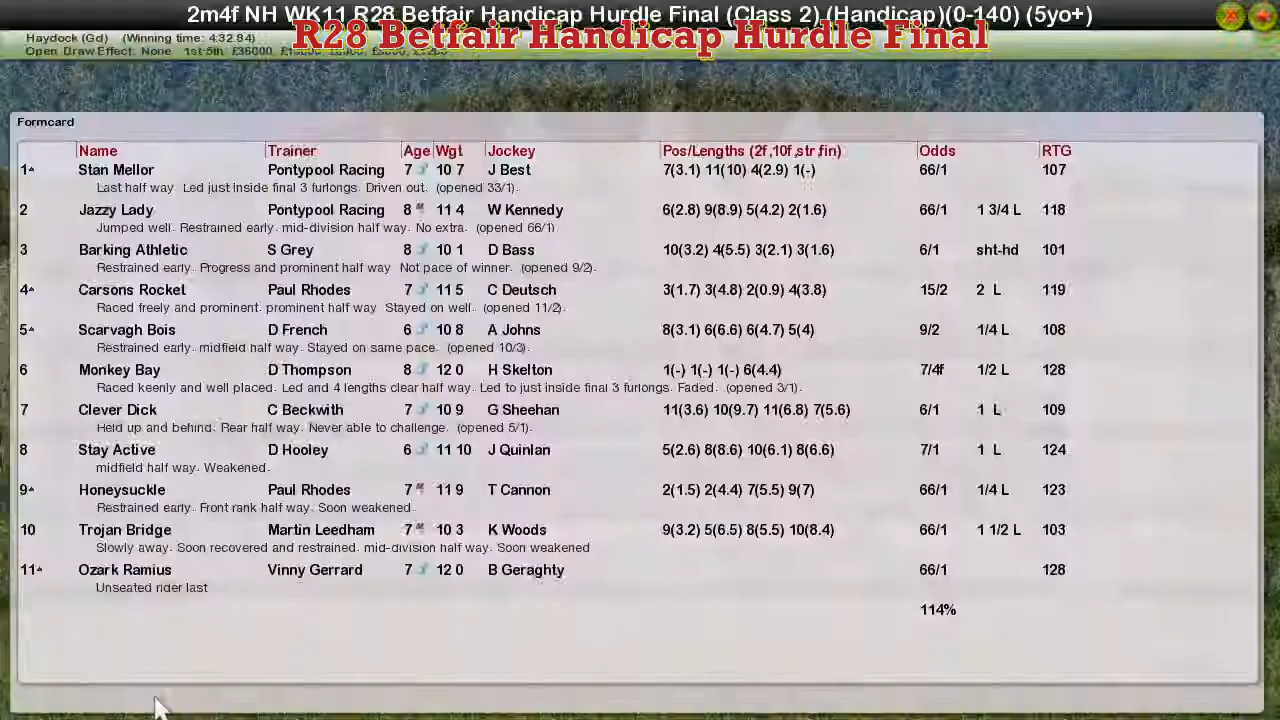 2m4f NH WK11 R28 Betfair Handicap Hurdle Final (Class 2) (Handicap)(0-140) (5yo+)
R28 Betfair Handicap Hurdle Final
Haydock (Gd) (Winning time: 4:32.94)
Open Draw Effect: None 1st-5th £36000,
Formcard
Name Trainer Age Wgt Jockey Pos/Lengths (2f,10f,str,fin) Odds RTG
1 Stan Mellor Pontypool Racing 7 10 7 J Best 7(3.1) 11(10) 4(2.9) 1(-) 66/1 107
Last half way. Led just inside final 3 furlongs. Driven out. (opened 33/1).
2 Jazzy Lady Pontypool Racing 8 11 4 W Kennedy 6(2.8) 9(8.9) 5(4.2) 2(1.6) 66/1 1 3/4 L 118
Jumped well. Restrained early. mid-division half way. No extra. (opened 66/1)
3 Barking Athletic S Grey 8 10 1 D Bass 10(3.2) 4(5.5) 3(2.1) 3(1.6) 6/1 sht-hd 101
Restrained early. Progress and prominent half way Not pace of winner. (opened 9/2).
4 Carsons Rocket Paul Rhodes 7 11 5 C Deutsch 3(1.7) 3(4.8) 2(0.9) 4(3.8) 15/2 2 L 119
Raced freely and prominent. prominent half way Stayed on well. (opened 11/2).
5 Scarvagh Bois D French 6 10 8 A Johns 8(3.1) 6(6.6) 6(4.7) 5(4) 9/2 1/4 L 108
Restrained early. midfield half way. Stayed on same pace. (opened 10/3).
6 Monkey Bay D Thompson 8 12 0 H Skelton 1(-) 1(-) 1(-) 6(4.4) 7/4f 1/2 L 128
Raced keenly and well placed. Led and 4 lengths clear half way. Led to just inside final 3 furlongs. Faded. (opened 3/1).
7 Clever Dick C Beckwith 7 10 9 G Sheehan 11(3.6) 10(9.7) 11(6.8) 7(5.6) 6/1 1 L 109
Held up and behind. Rear half way. Never able to challenge. (opened 5/1).
8 Stay Active D Hooley 6 11 10 J Quinlan 5(2.6) 8(8.6) 10(6.1) 8(6.6) 7/1 1 L 124
midfield half way. Weakened.
9 Honeysuckle Paul Rhodes 7 11 9 T Cannon 2(1.5) 2(4.4) 7(5.5) 9(7) 66/1 1/4 L 123
Restrained early. Front rank half way. Soon weakened
10 Trojan Bridge Martin Leedham 7 10 3 K Woods 9(3.2) 5(6.5) 8(5.5) 10(8.4) 66/1 1 1/2 L 103
Slowly away. Soon recovered and restrained. mid-division half way. Soon weakened
11 Ozark Ramius Vinny Gerrard 7 12 0 B Geraghty 66/1 128
Unseated rider last
114%